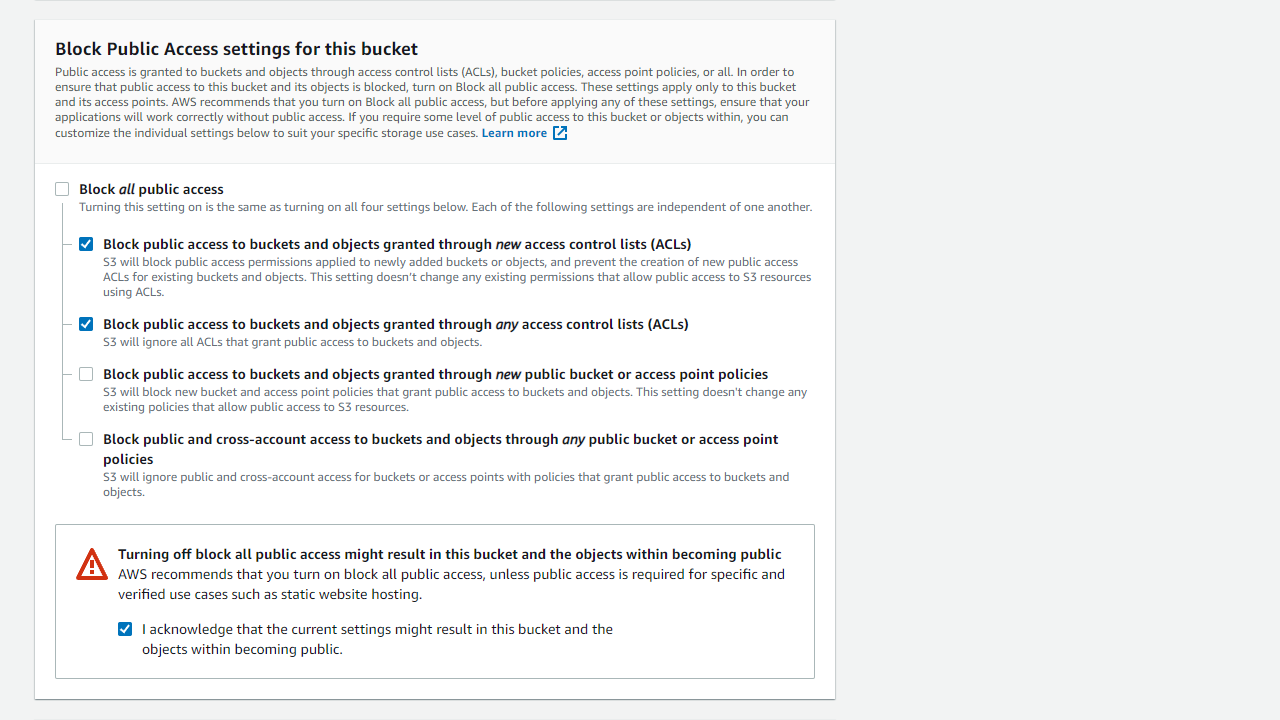 Block Public Access settings for this bucket
Public access is granted to buckets and objects through access control lists (ACLs), bucket policies, access point policies, or all. In order to
ensure that public access to this bucket and its objects is blocked, turn on Block all public access. These settings apply only to this bucket
and its access points. AWS recommends that you turn on Block all public access, but before applying any of these settings, ensure that your
applications will work correctly without public access. If you require some level of public access to this bucket or objects within, you can
customize the individual settings below to suit your specific storage use cases. Learn more
Block all public access
Turning this setting on is the same as turning on all four settings below. Each of the following settings are independent of one another.
Block public access to buckets and objects granted through new access control lists (ACLs)
S3 will block public access permissions applied to newly added buckets or objects, and prevent the creation of new public access
ACLs for existing buckets and objects. This setting doesn't change any existing permissions that allow public access to S3 resources
using ACLs.
Block public access to buckets and objects granted through any access control lists (ACLs)
S3 will ignore all ACLs that grant public access to buckets and objects.
Block public access to buckets and objects granted through new public bucket or access point policies
S3 will block new bucket and access point policies that grant public access to buckets and objects. This setting doesn't change any
existing policies that allow public access to S3 resources.
Block public and cross-account access to buckets and objects through any public bucket or access point
policies
S3 will ignore public and cross-account access for buckets or access points with policies that grant public access to buckets and
objects.
Turning off block all public access might result in this bucket and the objects within becoming public
AWS recommends that you turn on block all public access, unless public access is required for specific and
verified use cases such as static website hosting.
I acknowledge that the current settings might result in this bucket and the
objects within becoming public.